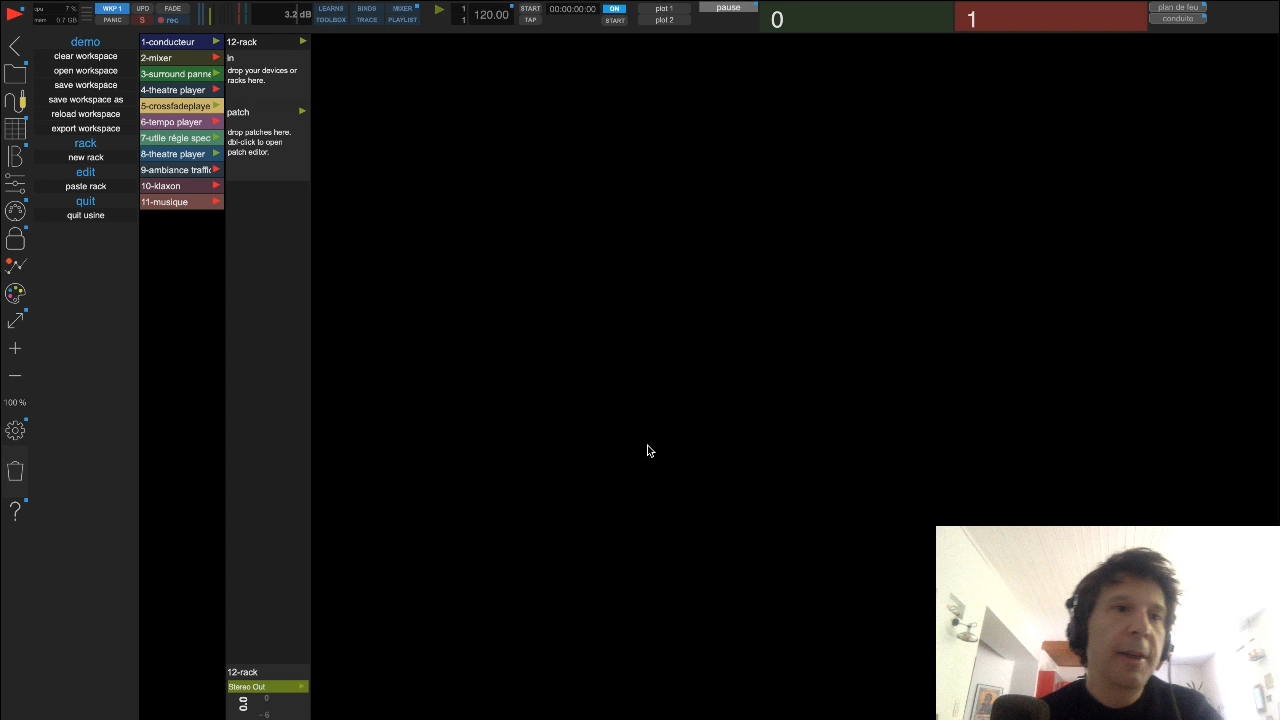 cpu 7 %
mem 0.7 GB
WKP 1 UFO FADE
PANIC S rec
3.2 dB
LEARNS BINDS MIXER
TOOLBOX TRACE PLAYLIST
1
1
120.00
START 00:00:00:00 ON
TAP START
plot 1
plot 2
pause
0
1
plan de feu
conduite
demo
clear workspace
open workspace
save workspace
save workspace as
reload workspace
export workspace
rack
new rack
edit
paste rack
quit
quit usine
100 %
1-conducteur
2-mixer
3-surround panne
4-theatre player
5-crossfadeplaye
6-tempo player
7-utile régie spec
8-theatre player
9-ambiance traffic
10-klaxon
11-musique
12-rack
in
drop your devices or
racks here.
patch
drop patches here.
dbl-click to open
patch editor.
12-rack
Stereo Out
0.0
0
-6